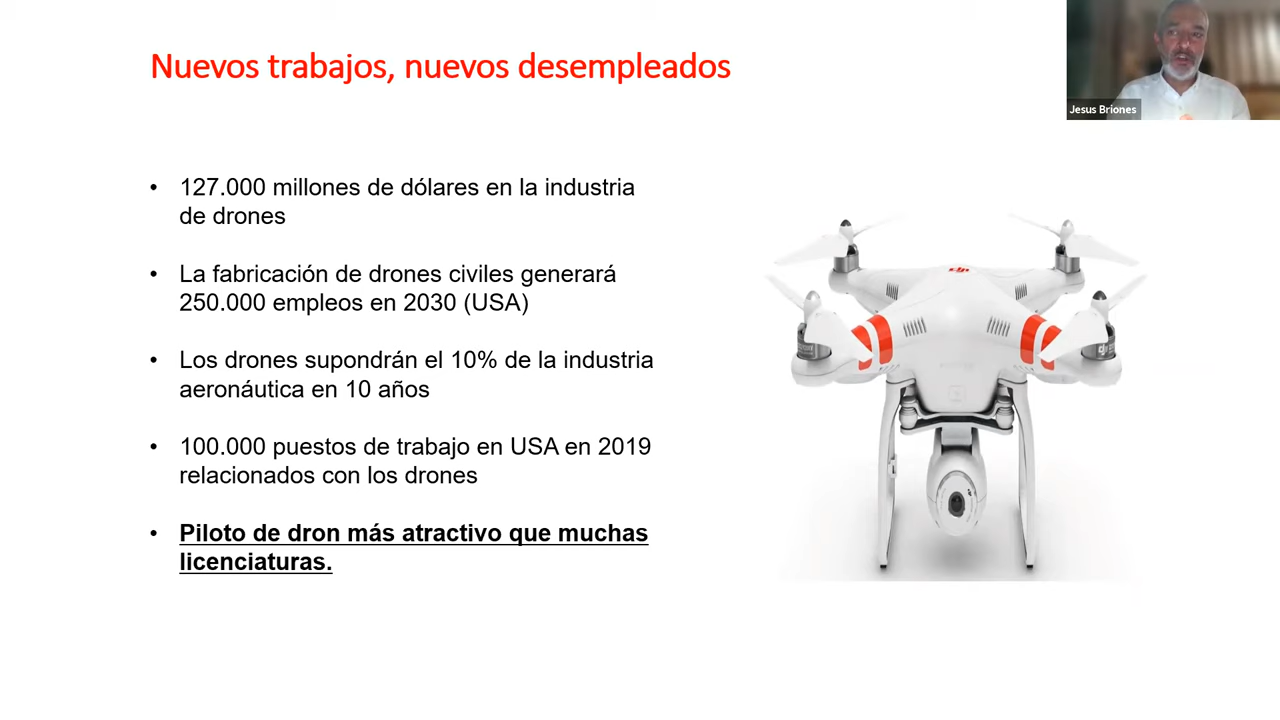 Nuevos trabajos, nuevos desempleados
Jesus Briones
• 127.000 millones de dólares en la industria
de drones
• La fabricación de drones civiles generará
250.000 empleos en 2030 (USA)
• Los drones supondrán el 10% de la industria
aeronáutica en 10 años
• 100.000 puestos de trabajo en USA en 2019
relacionados con los drones
• Piloto de dron más atractivo que muchas
licenciaturas.
dji